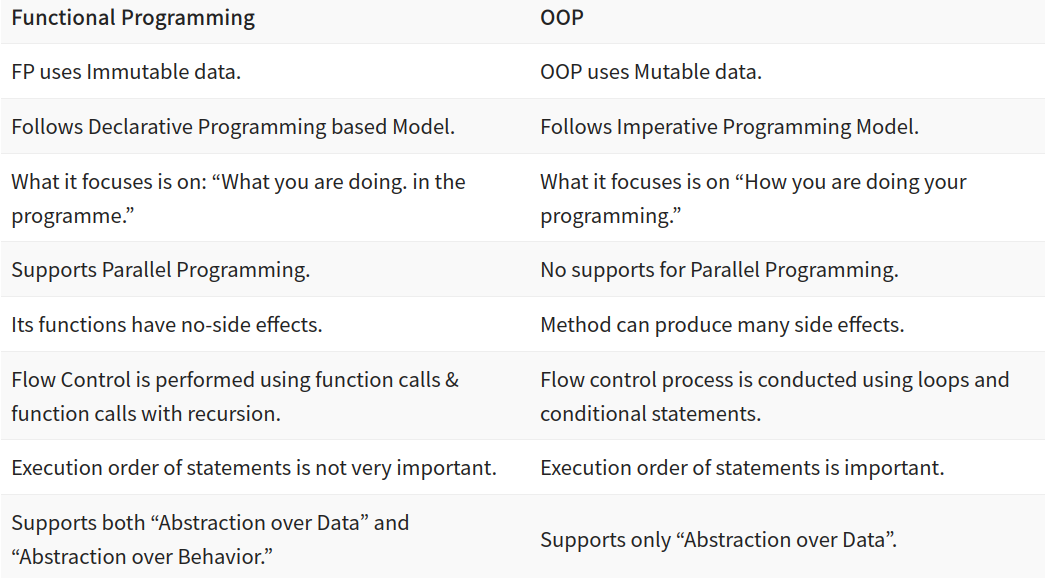 Functional Programming OOP
FP uses Immutable data. OOP uses Mutable data.
Follows Declarative Programming based Model. Follows Imperative Programming Model.
What it focuses is on: “What you are doing. in the
programme.”
What it focuses is on “How you are doing your
programming.”
Supports Parallel Programming. No supports for Parallel Programming.
Its functions have no-side effects. Method can produce many side effects.
Flow Control is performed using function calls &
function calls with recursion.
Flow control process is conducted using loops and
conditional statements.
Execution order of statements is not very important. Execution order of statements is important.
Supports both “Abstraction over Data” and
“Abstraction over Behavior.”
Supports only “Abstraction over Data”.